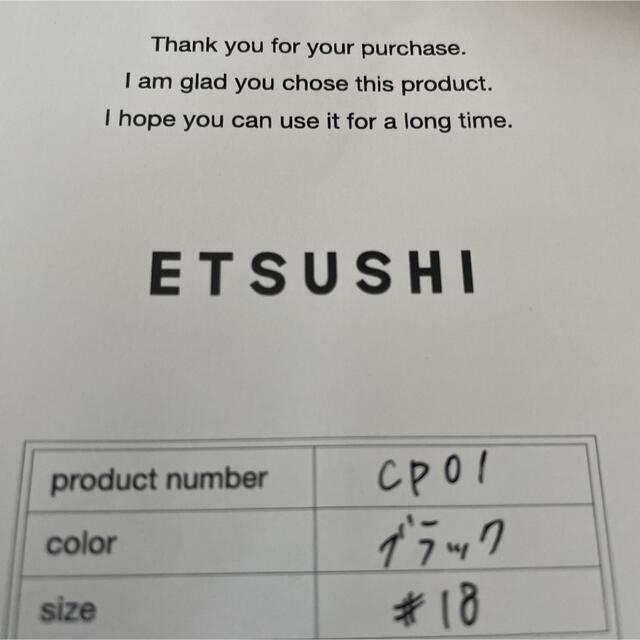 Thank you for your purchase.
I am glad you chose this product.
I hope you can use it for a long time.
ETSUSHI
product number CP01
color ブラック
size #18